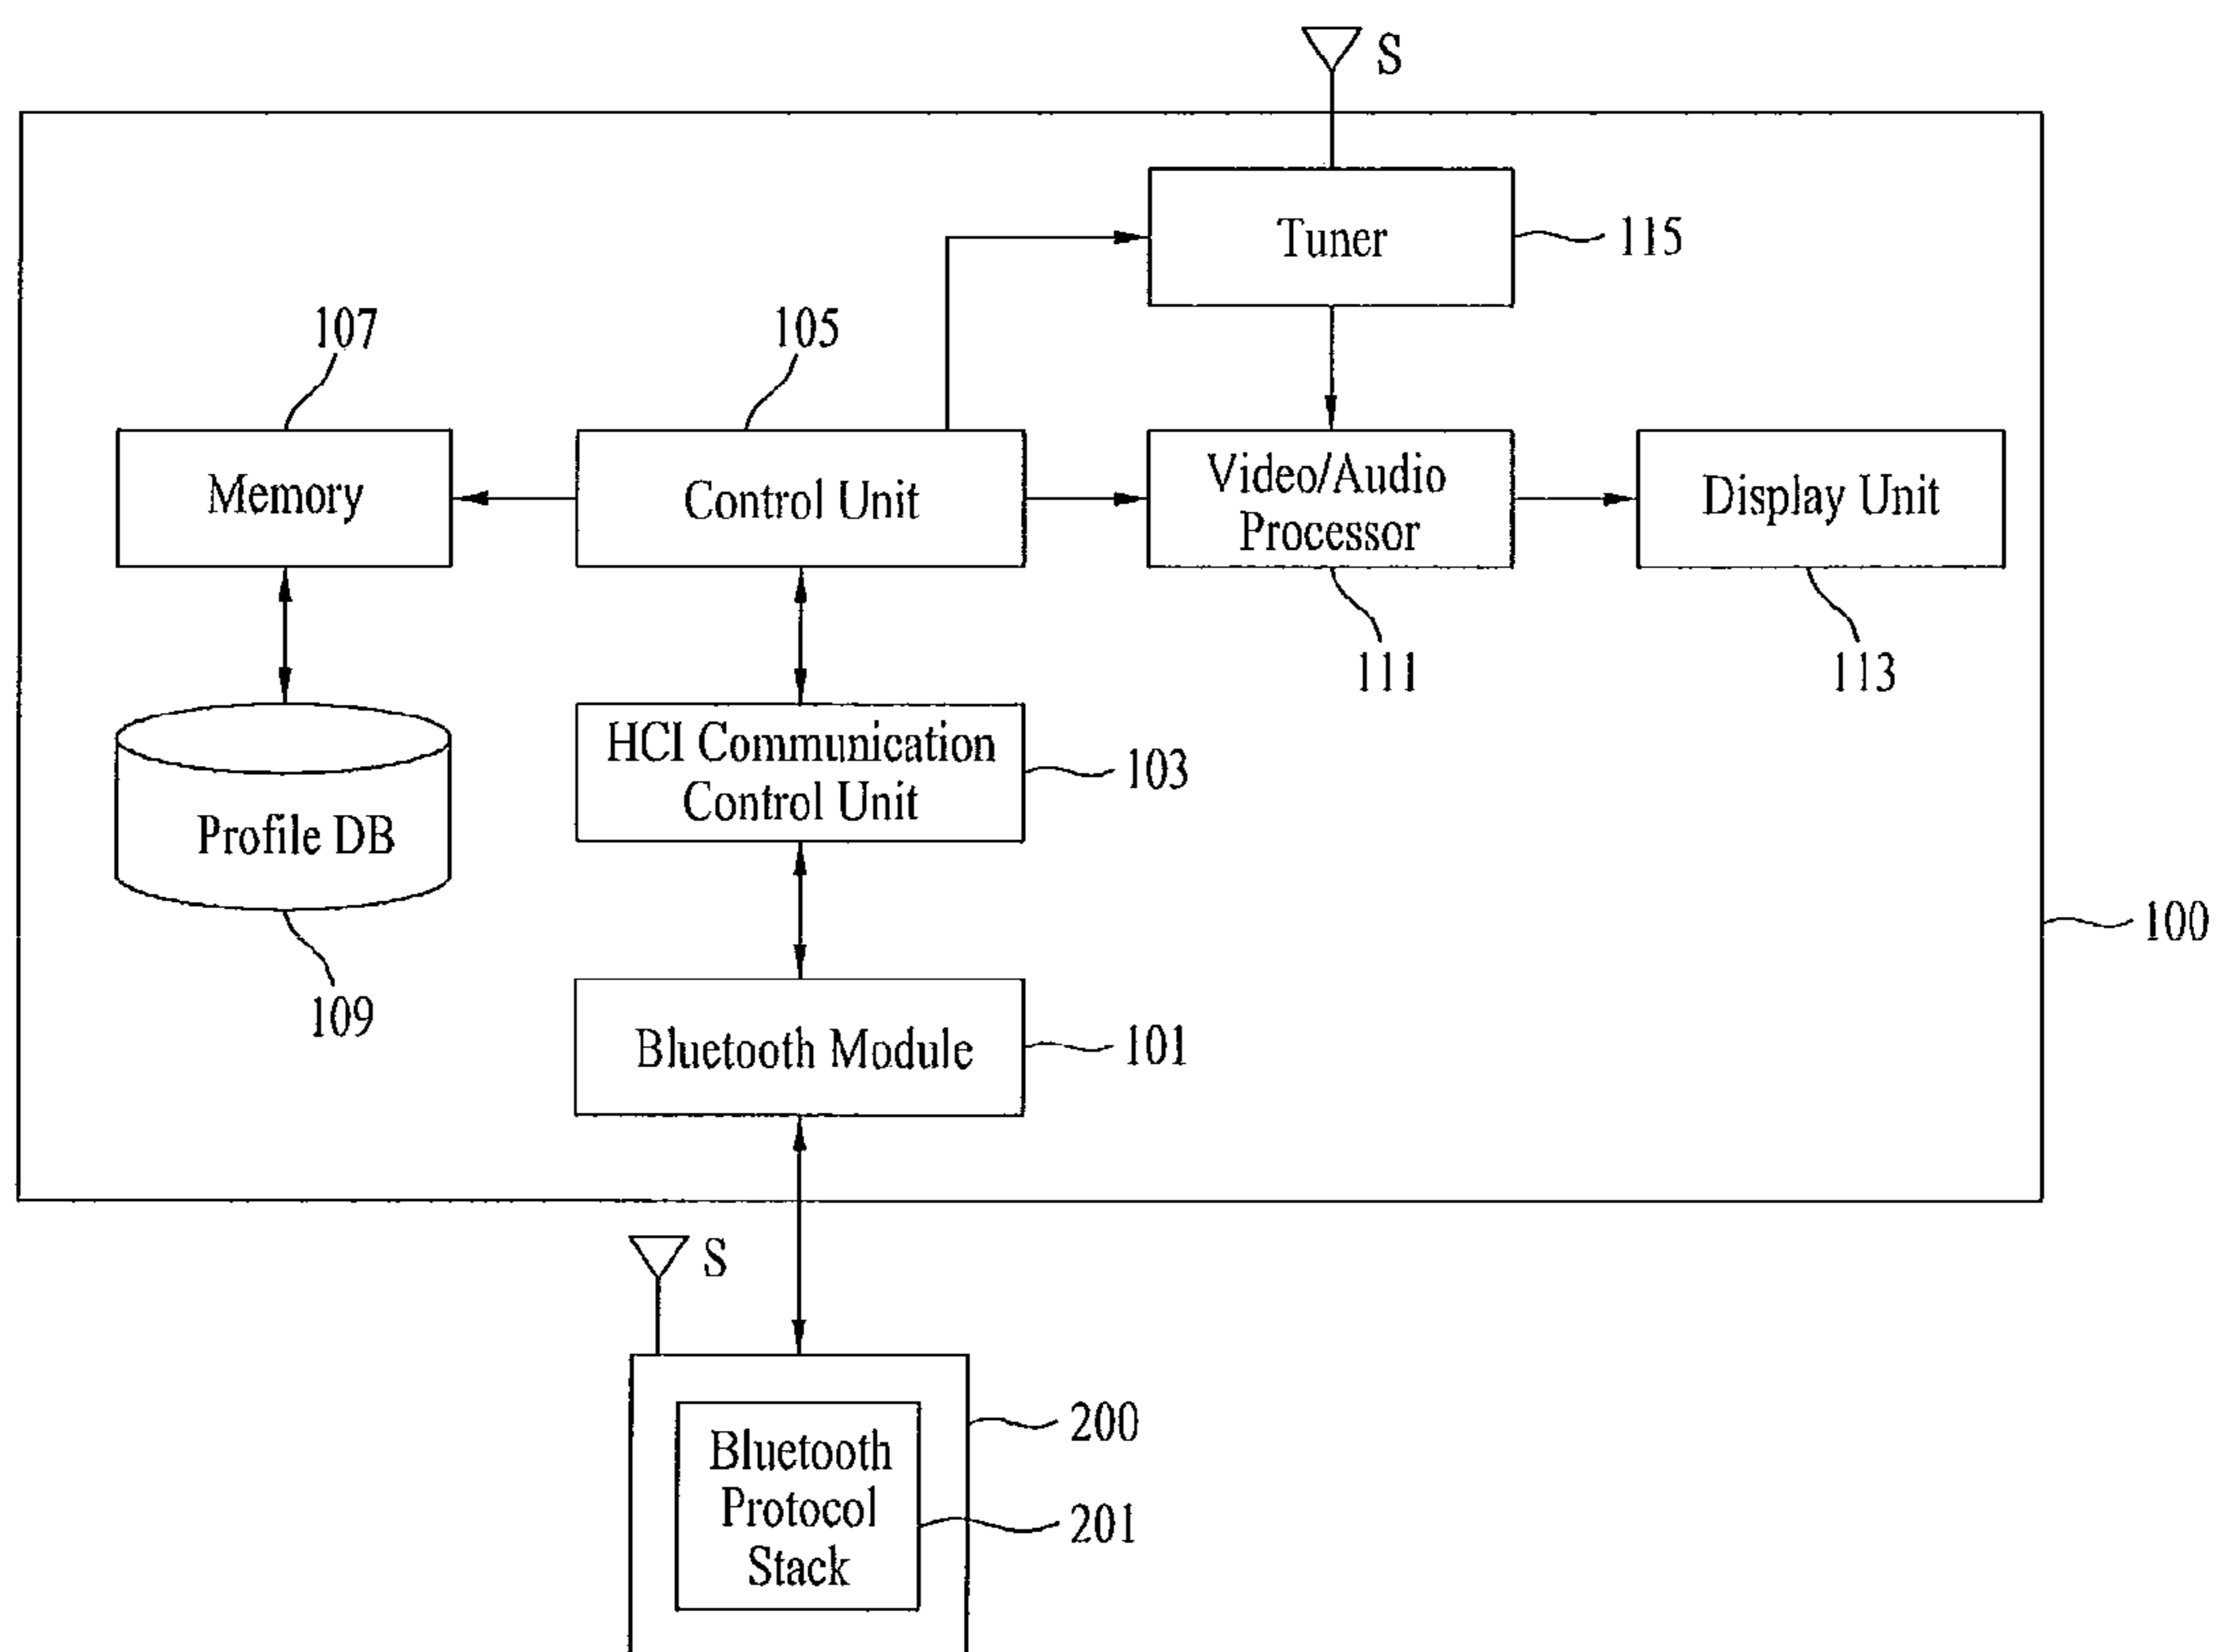 S
Tuner
115
107
105
Memory
Control Unit
Video/Audio
Processor
Display Unit
111
113
HCI Communication
Control Unit
103
Profile DB
109
100
Bluetooth Module
101
S
200
Bluetooth
Protocol
Stack
201